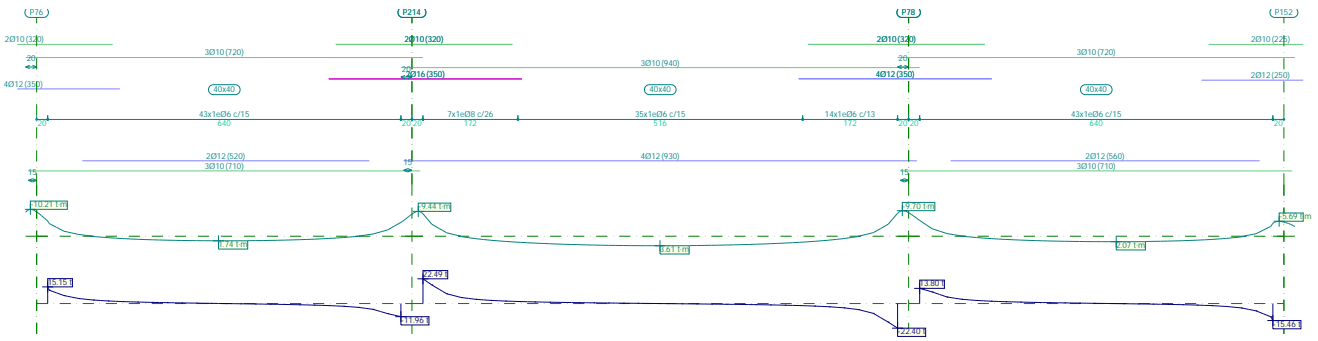 P76 P214 P78 P152
2Ø10(320) 2Ø10(320) 2Ø10(320) 2Ø10(225)
3Ø10(720) 3Ø10(720)
20 3Ø10(940) 20
20 2Ø16(350) 4Ø12(350) 2Ø12(250)
4Ø12(350) 40x40 40x40 40x40
43x1eØ6 c/15 7x1eØ8 c/26 35x1eØ6 c/15 14x1eØ6 c/13 43x1eØ6 c/15
20 640 20 20 172 516 172 20 20 640 20
2Ø12(520) 4Ø12(930) 2Ø12(560)
3Ø10(710) 15 3Ø10(710)
15 15
-10.21 t·m -9.44 t·m -9.70 t·m -5.69 t·m
1.74 t·m 3.61 t·m 2.07 t·m
15.15 t 22.49 t 13.80 t
-11.96 t -22.40 t -15.46 t